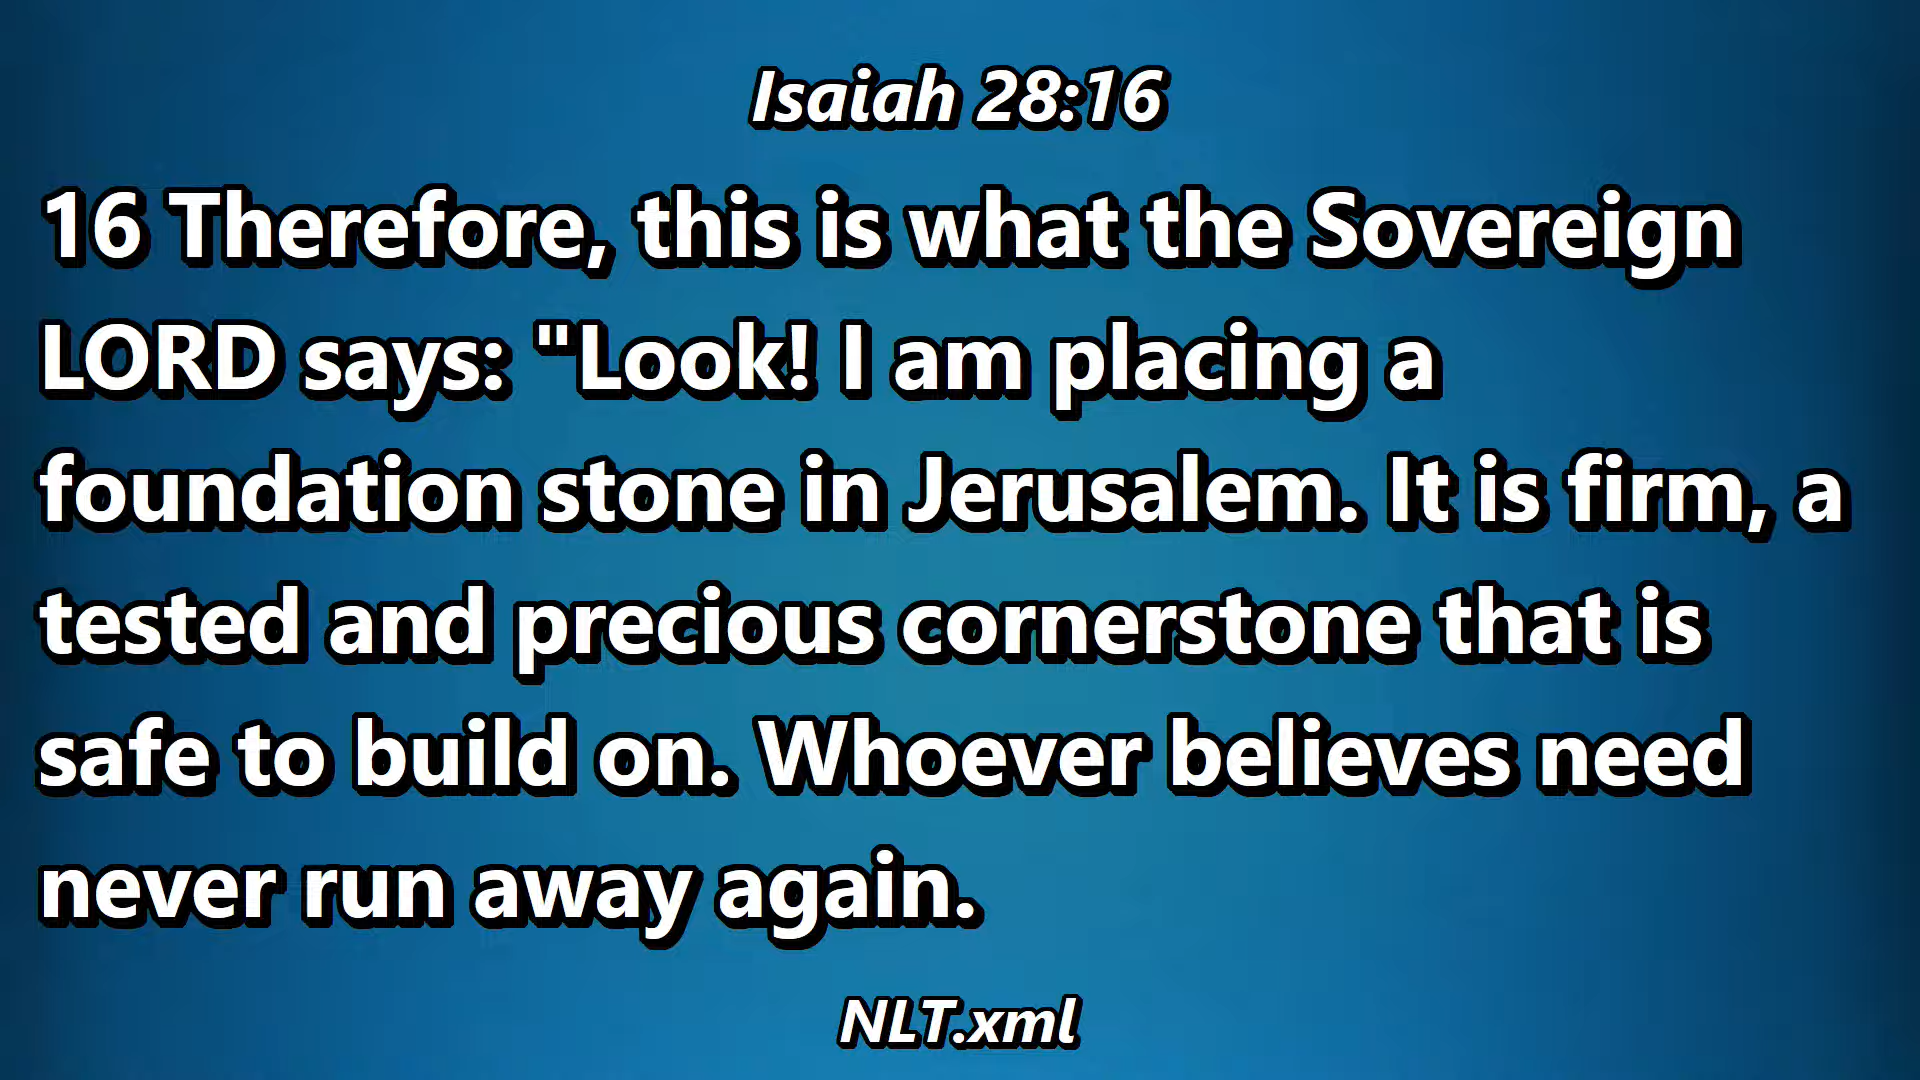 Isaiah 28:16
16 Therefore, this is what the Sovereign
LORD says: "Look! I am placing a
foundation stone in Jerusalem. It is firm, a
tested and precious cornerstone that is
safe to build on. Whoever believes need
never run away again.
NLT.xml